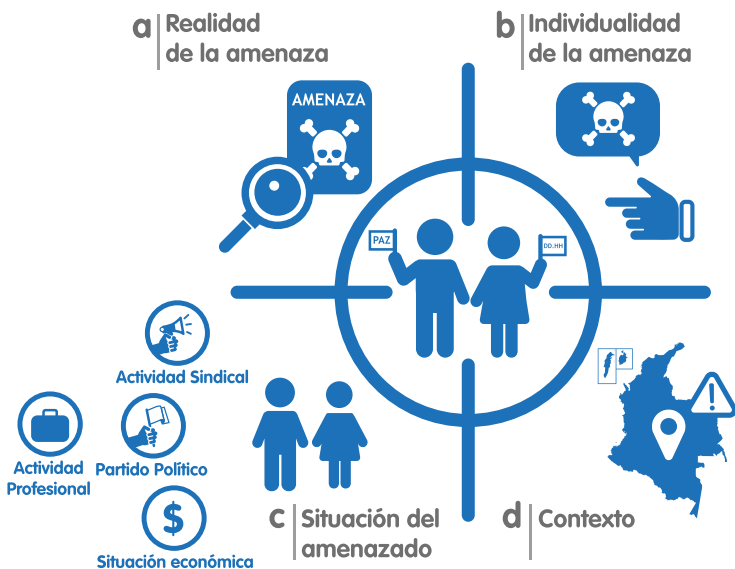 a
Realidad
de la amenaza
b
Individualidad
de la amenaza
AMENAZA
PAZ
DD.HH
Actividad Sindical
Actividad
Profesional
Partido Político
$
Situación económica
c
Situación del
amenazado
d
Contexto
!